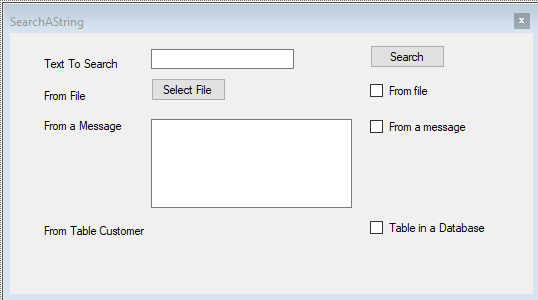 SearchAString
x
Text To Search
Search
From File
Select File
From file
From a Message
From a message
From Table Customer
Table in a Database